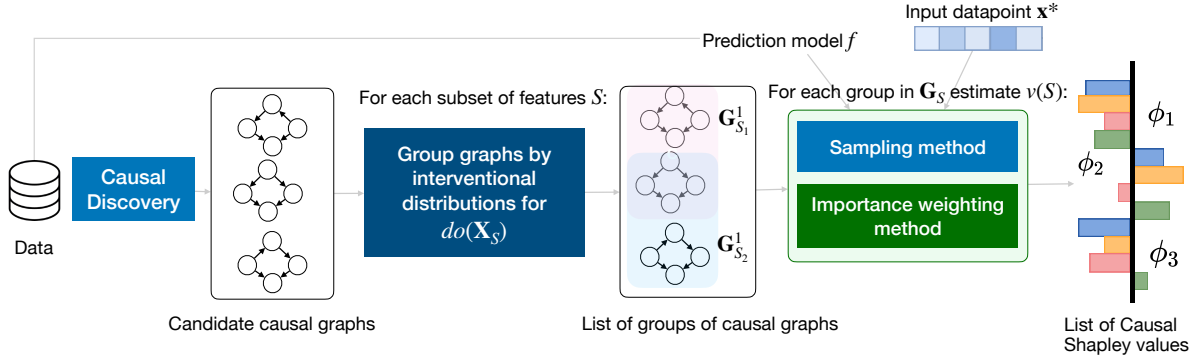 Input datapoint x*
Prediction model f
For each subset of features S:
For each group in G_S estimate v(S):
Data
Causal
Discovery
Group graphs by
interventional
distributions for
do(X_S)
G^1_{S_1}
G^1_{S_2}
Sampling method
Importance weighting
method
ϕ_1
ϕ_2
ϕ_3
Candidate causal graphs
List of groups of causal graphs
List of Causal
Shapley values